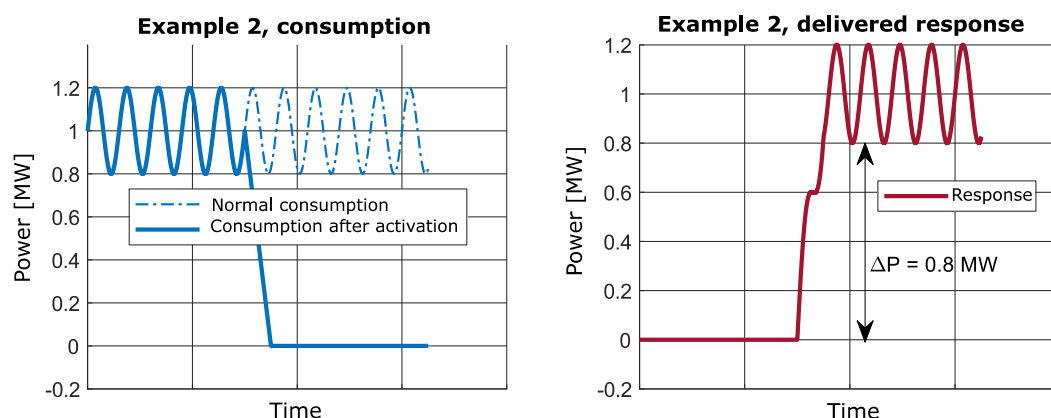 Example 2, consumption
1.2
1
0.8
0.6
0.4
0.2
0
-0.2
Power [MW]
Normal consumption
Consumption after activation
Time
Example 2, delivered response
1.2
1
0.8
0.6
0.4
0.2
0
-0.2
Power [MW]
Response
ΔP = 0.8 MW
Time